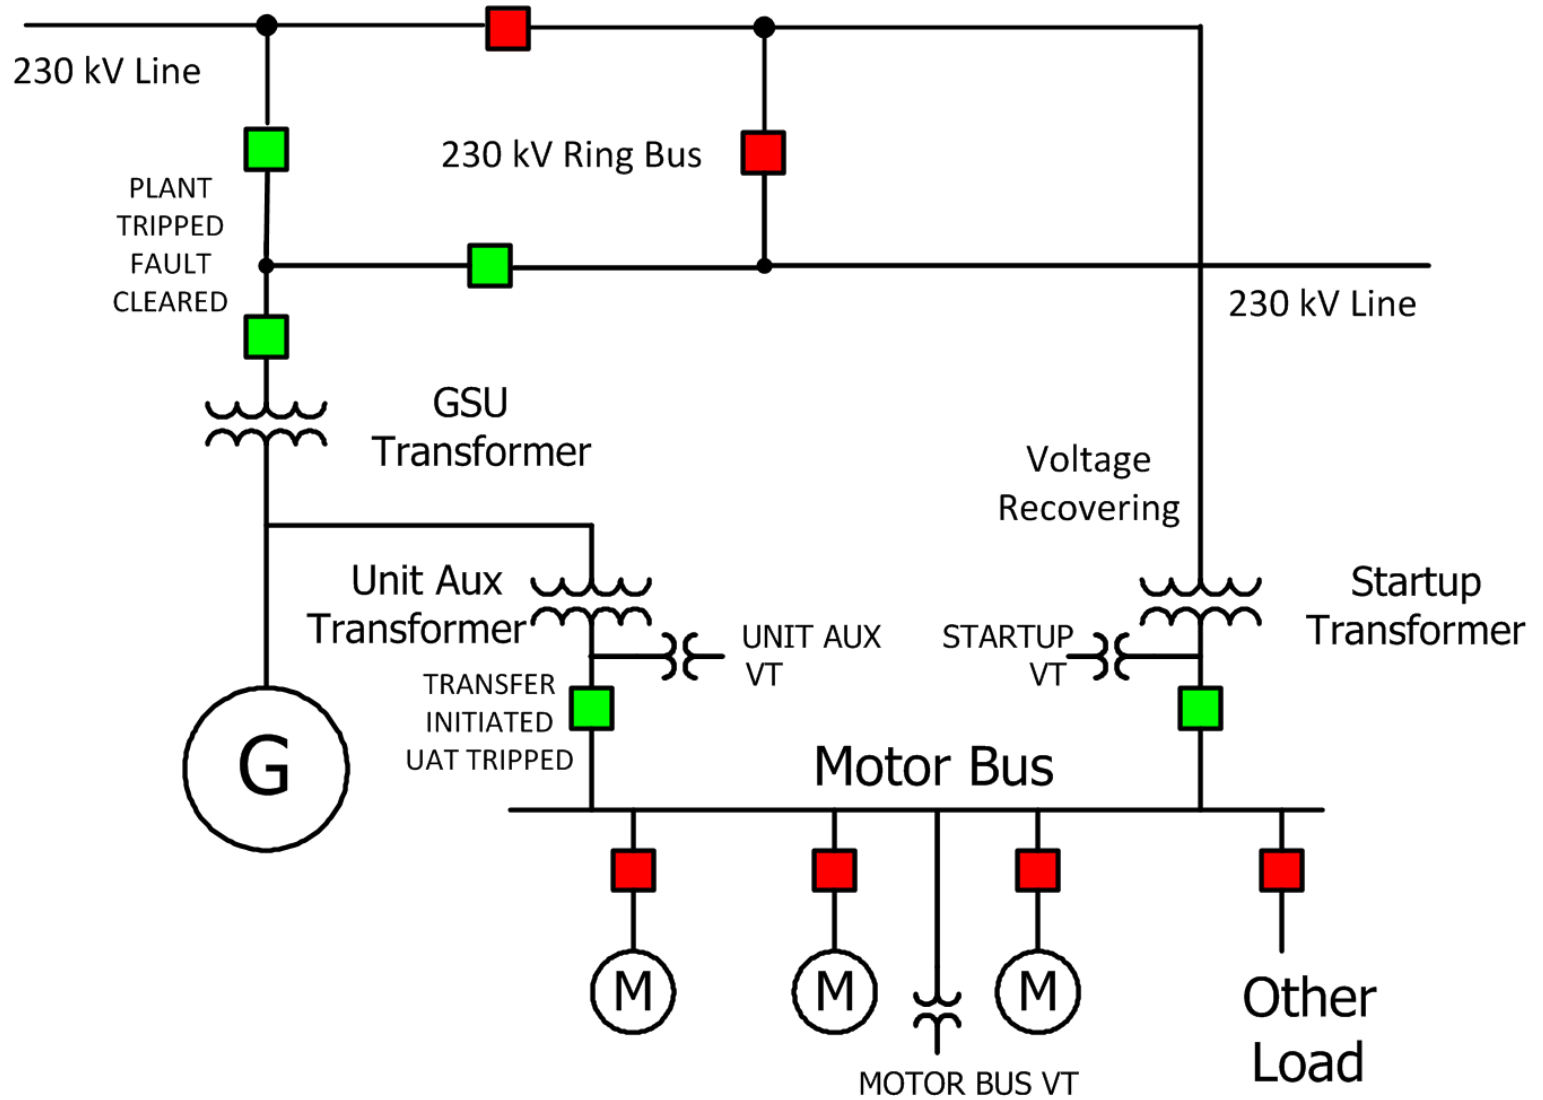 230 kV Line
230 kV Ring Bus
PLANT
TRIPPED
FAULT
CLEARED
230 kV Line
GSU
Transformer
Voltage
Recovering
Unit Aux
Transformer
Startup
Transformer
UNIT AUX
VT
STARTUP
VT
TRANSFER
INITIATED
UAT TRIPPED
G
Motor Bus
M
M
M
Other
Load
MOTOR BUS VT